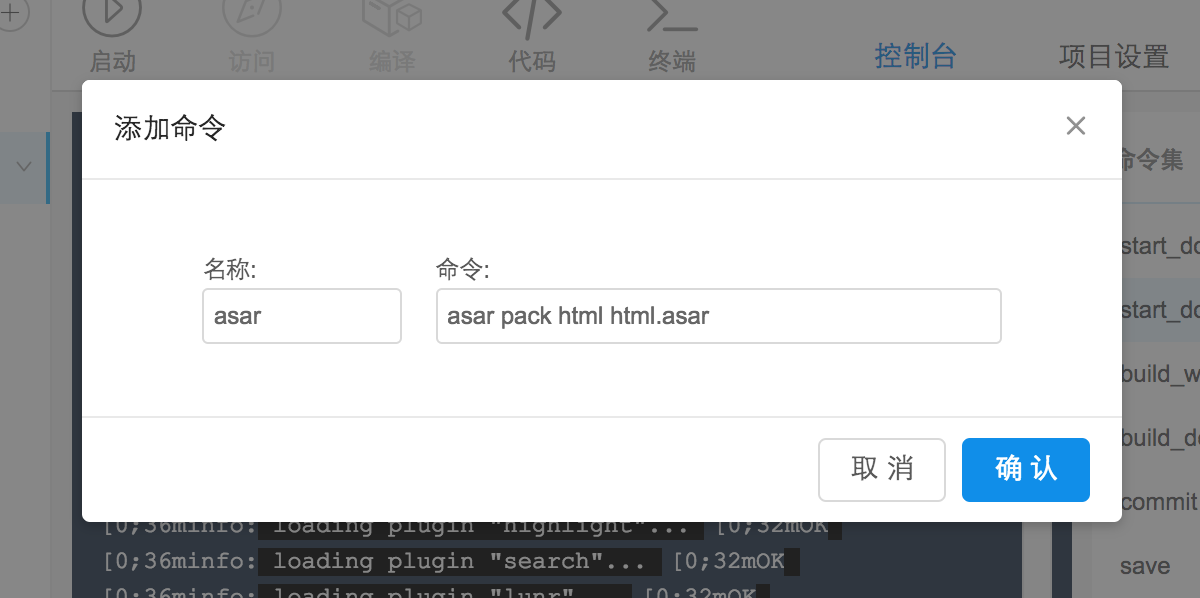 启动 访问 编译 代码 终端 控制台 项目设置
添加命令
命令集
名称: 命令:
asar asar pack html html.asar
start_do
start_do
build_w
build_do
取 消 确 认
commit
[0;36minfo: loading plugin "highlight"... [0;32mOK
[0;36minfo: loading plugin "search"... [0;32mOK
save
[0;36minfo: loading plugin "lunr"... [0;32mOK